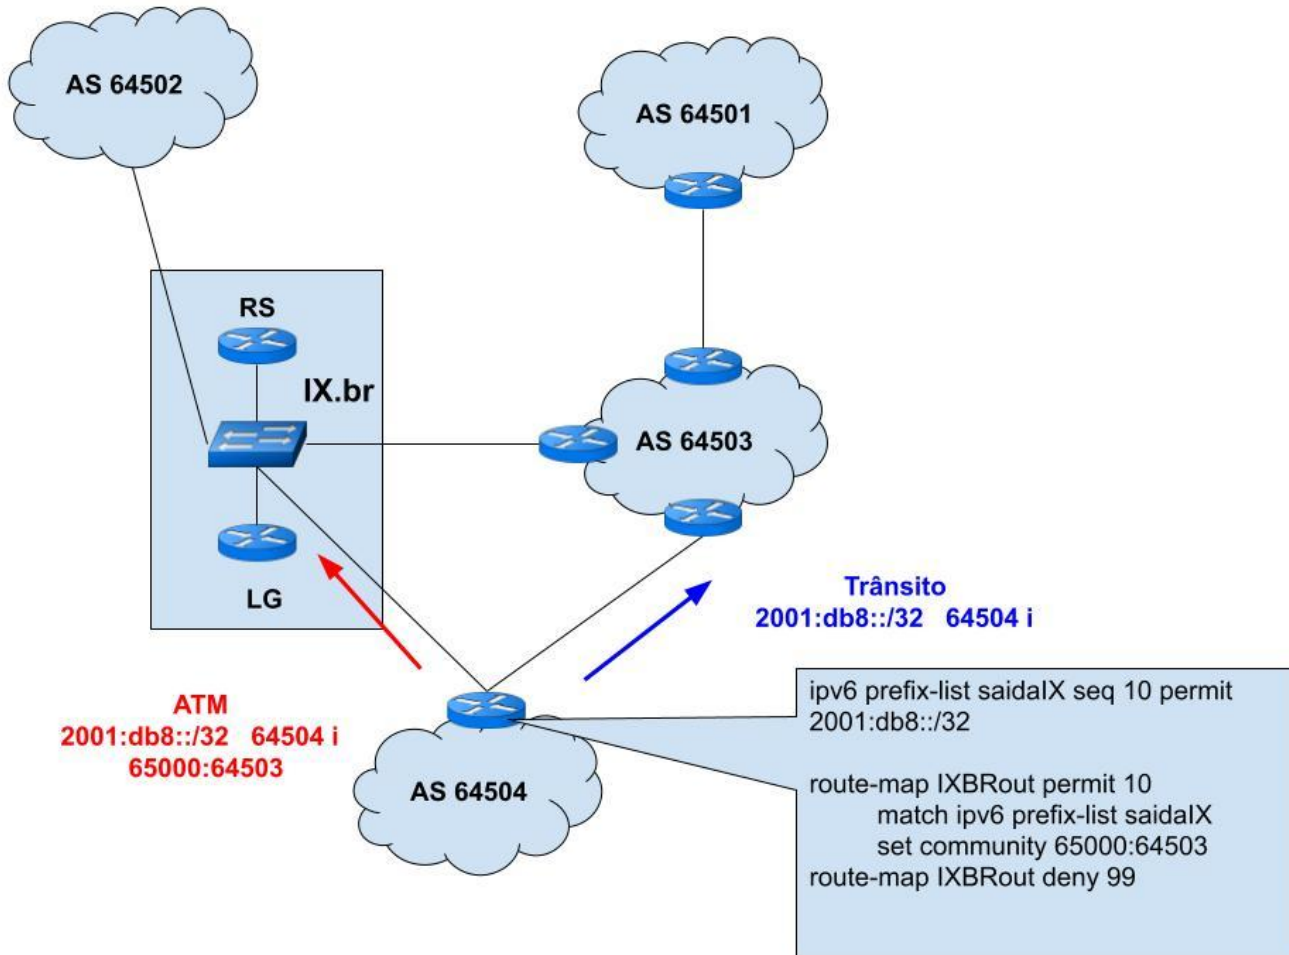 AS 64502
AS 64501
RS
IX.br
AS 64503
LG
Trânsito
2001:db8::/32 64504 i
ATM
2001:db8::/32 64504 i
65000:64503
AS 64504
ipv6 prefix-list saidaIX seq 10 permit
2001:db8::/32
route-map IXBRout permit 10
match ipv6 prefix-list saidaIX
set community 65000:64503
route-map IXBRout deny 99